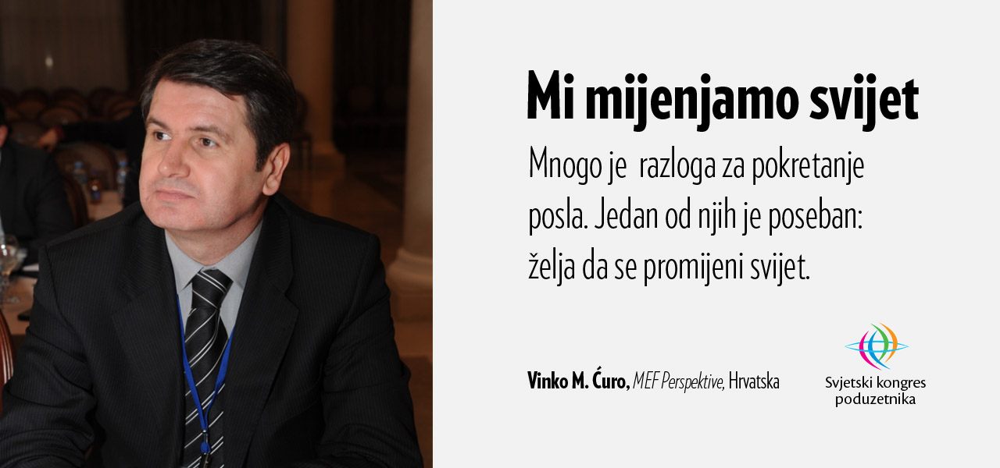 Mi mijenjamo svijet
Mnogo je razloga za pokretanje
posla. Jedan od njih je poseban:
želja da se promijeni svijet.
Vinko M. Ćuro, MEF Perspektive, Hrvatska
Svjetski kongres
poduzetnika